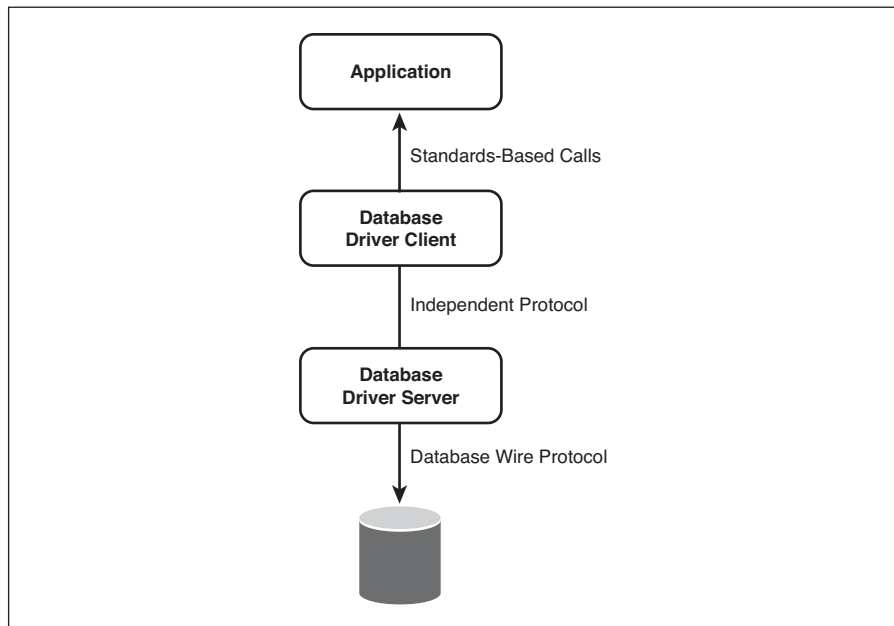 Application
Standards-Based Calls
Database
Driver Client
Independent Protocol
Database
Driver Server
Database Wire Protocol